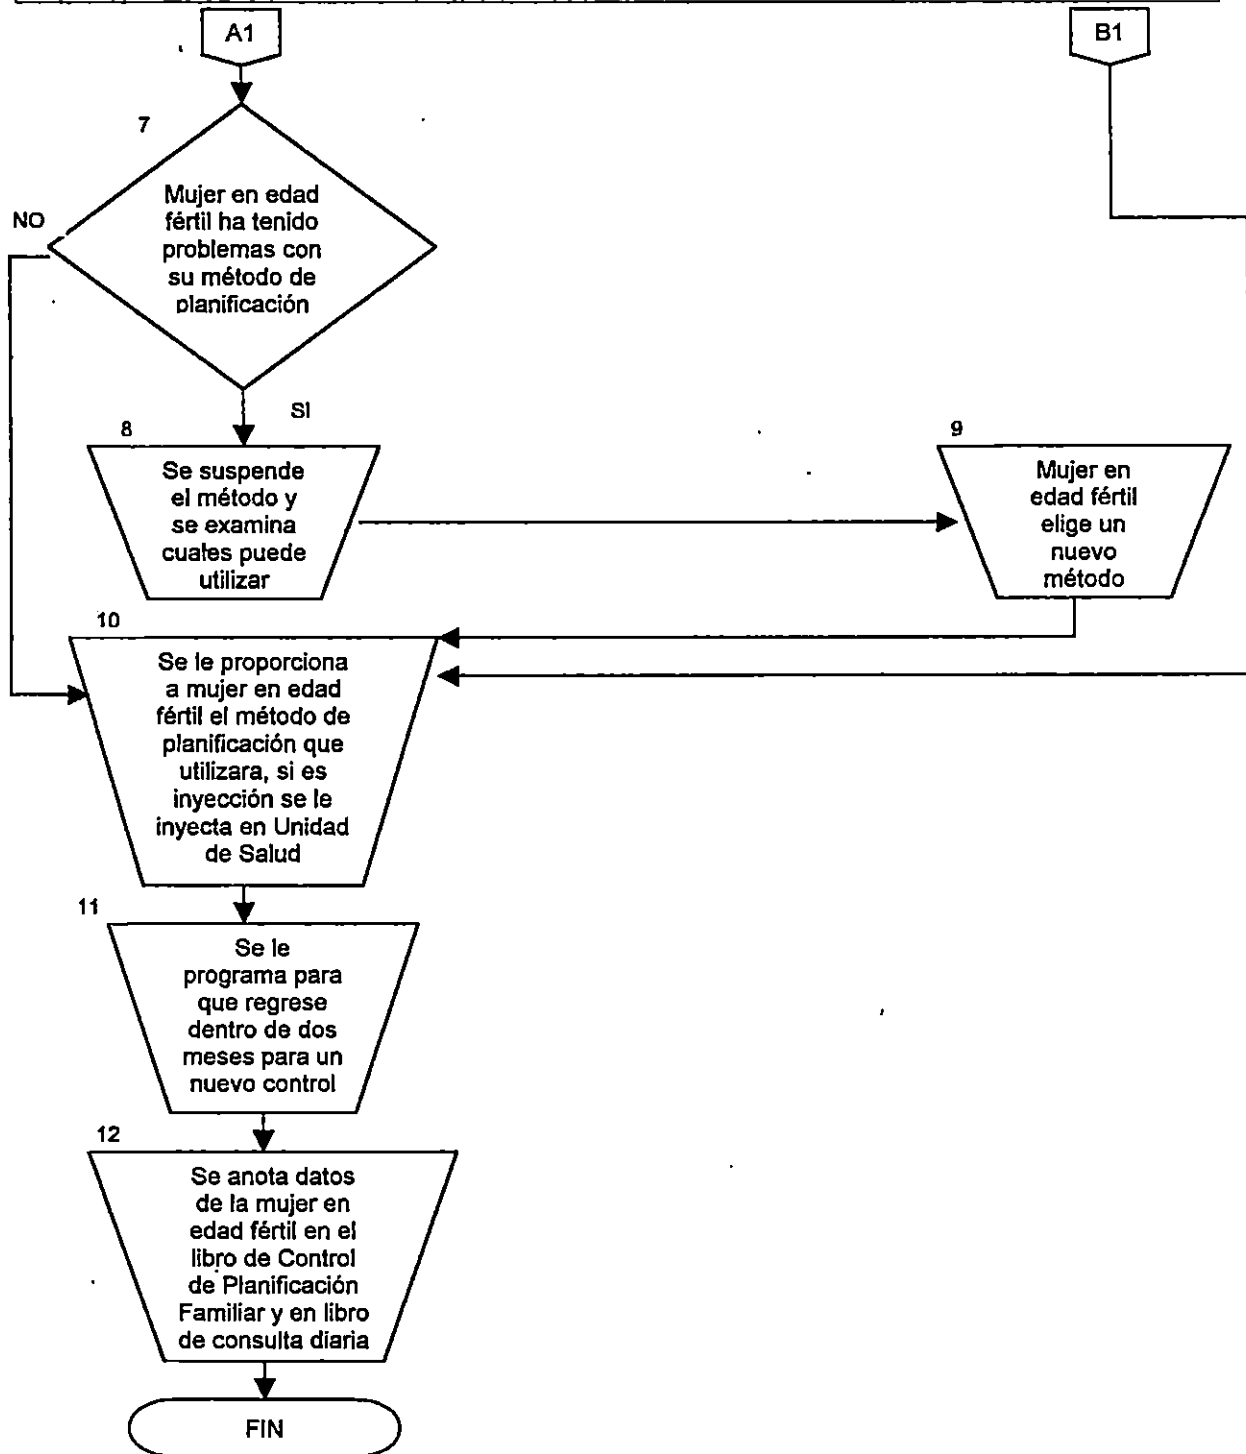 A1
B1
7
Mujer en edad
fértil ha tenido
problemas con
su método de
planificación
NO
SI
8
Se suspende
el método y
se examina
cuales puede
utilizar
9
Mujer en
edad fértil
elige un
nuevo
método
10
Se le proporciona
a mujer en edad
fértil el método de
planificación que
utilizara, si es
inyección se le
inyecta en Unidad
de Salud
11
Se le
programa para
que regrese
dentro de dos
meses para un
nuevo control
12
Se anota datos
de la mujer en
edad fértil en el
libro de Control
de Planificación
Familiar y en libro
de consulta diaria
FIN